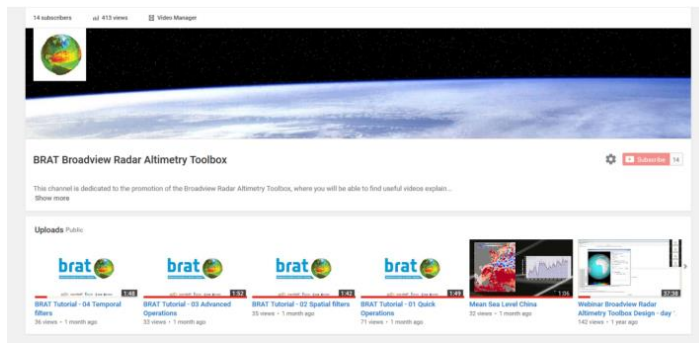 14 subscribers 413 views Video Manager
BRAT Broadview Radar Altimetry Toolbox
Subscribe 14
This channel is dedicated to the promotion of the Broadview Radar Altimetry Toolbox, where you will be able to find useful videos explain...
Show more
Uploads Public
brat brat brat brat
1:48 1:52 1:42 1:49 1:06 57:38
BRAT Tutorial - 04 Temporal
filters
36 views • 1 month ago
BRAT Tutorial - 03 Advanced
Operations
33 views • 1 month ago
BRAT Tutorial - 02 Spatial filters
35 views • 1 month ago
BRAT Tutorial - 01 Quick
Operations
71 views • 1 month ago
Mean Sea Level China
32 views • 1 month ago
Webinar Broadview Radar
Altimetry Toolbox Design - day
142 views • 1 year ago